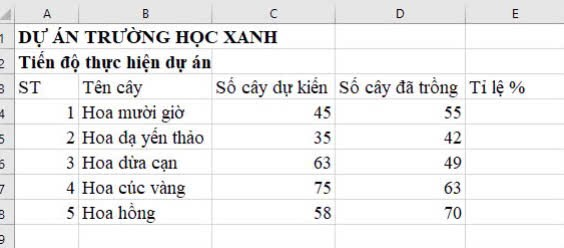 A B C D E
1 DỰ ÁN TRƯỜNG HỌC XANH
2 Tiến độ thực hiện dự án
3 ST Tên cây Số cây dự kiến Số cây đã trồng Tỉ lệ %
4 1 Hoa mười giờ 45 55
5 2 Hoa dạ yến thảo 35 42
6 3 Hoa dừa cạn 63 49
7 4 Hoa cúc vàng 75 63
8 5 Hoa hồng 58 70
9